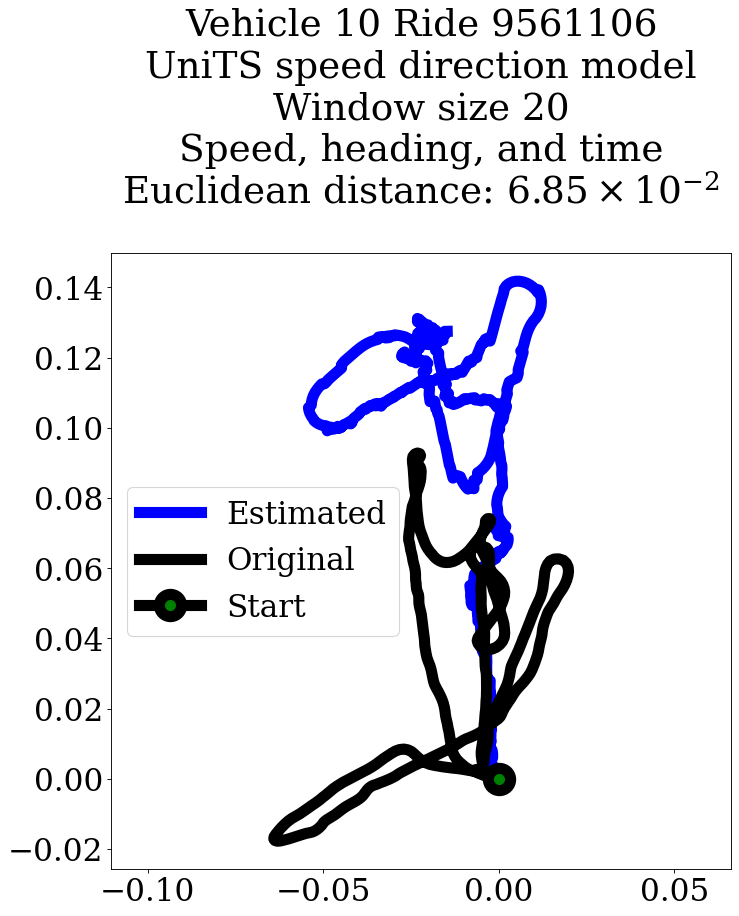 Vehicle 10 Ride 9561106
UniTS speed direction model
Window size 20
Speed, heading, and time
Euclidean distance: 6.85 × 10⁻²
0.14
0.12
0.10
0.08
0.06
0.04
0.02
0.00
−0.02
Estimated
Original
Start
−0.10 −0.05 0.00 0.05